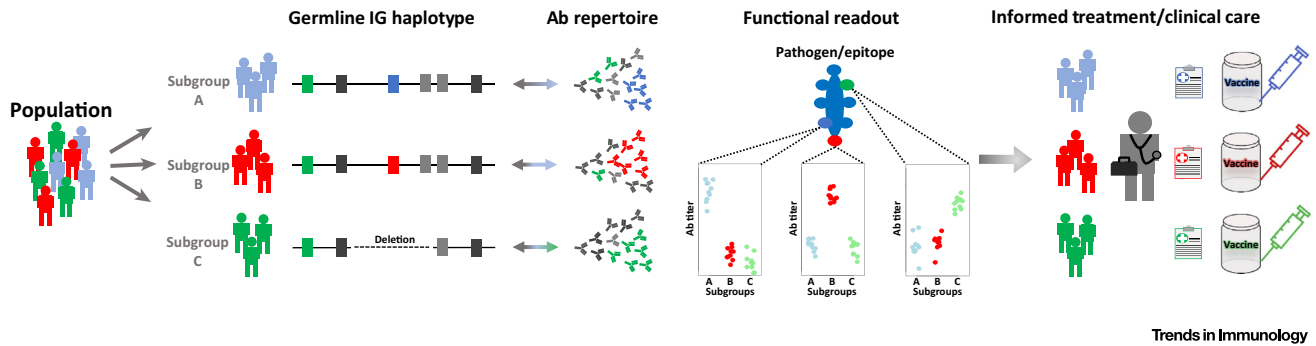 Germline IG haplotype
Ab repertoire
Functional readout
Informed treatment/clinical care
Pathogen/epitope
Population
Subgroup
A
Subgroup
B
Subgroup
C
Deletion
Ab titer
A B C
Subgroups
Ab titer
A B C
Subgroups
Ab titer
A B C
Subgroups
Vaccine
Vaccine
Vaccine
Trends in Immunology